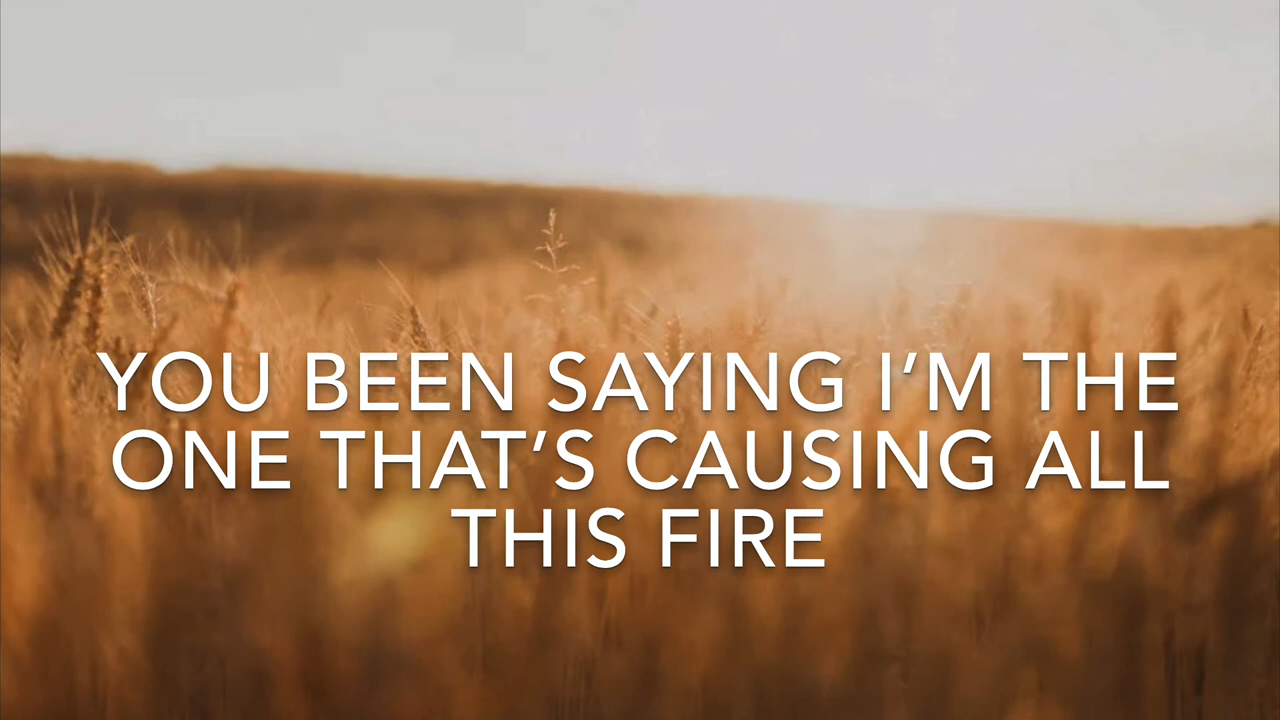 YOU BEEN SAYING I’M THE
ONE THAT’S CAUSING ALL
THIS FIRE